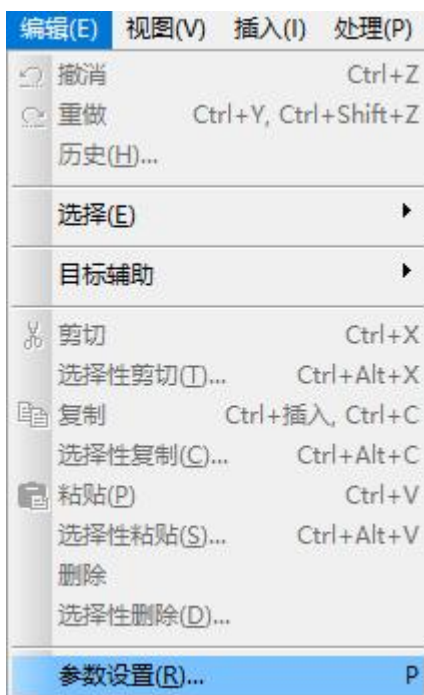 编辑(E) 视图(V) 插入(I) 处理(P)
撤消 Ctrl+Z
重做 Ctrl+Y, Ctrl+Shift+Z
历史(H)...
选择(E)
目标辅助
剪切 Ctrl+X
选择性剪切(T)... Ctrl+Alt+X
复制 Ctrl+插入, Ctrl+C
选择性复制(C)... Ctrl+Alt+C
粘贴(P) Ctrl+V
选择性粘贴(S)... Ctrl+Alt+V
删除
选择性删除(D)...
参数设置(R)... P